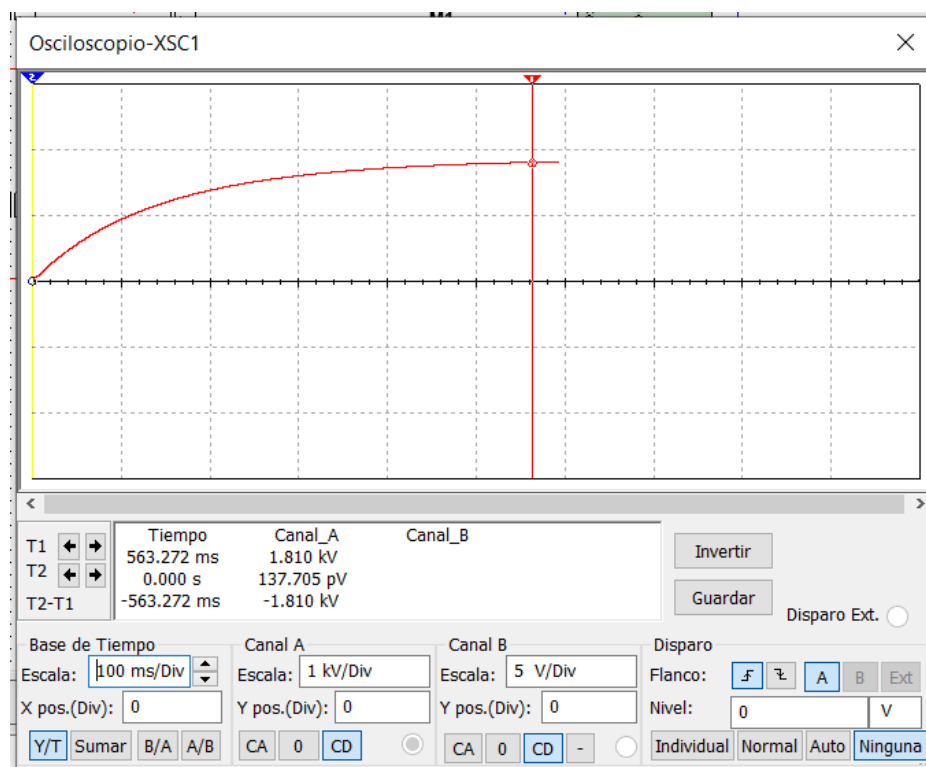 M1
Osciloscopio-XSC1
2
1
Tiempo Canal_A Canal_B
T1 563.272 ms 1.810 kV
T2 0.000 s 137.705 pV
T2-T1 -563.272 ms -1.810 kV
Invertir
Guardar
Disparo Ext.
Base de Tiempo Canal A Canal B Disparo
Escala: 100 ms/Div Escala: 1 kV/Div Escala: 5 V/Div Flanco: A B Ext
X pos.(Div): 0 Y pos.(Div): 0 Y pos.(Div): 0 Nivel: 0 V
Y/T Sumar B/A A/B CA 0 CD CA 0 CD - Individual Normal Auto Ninguna